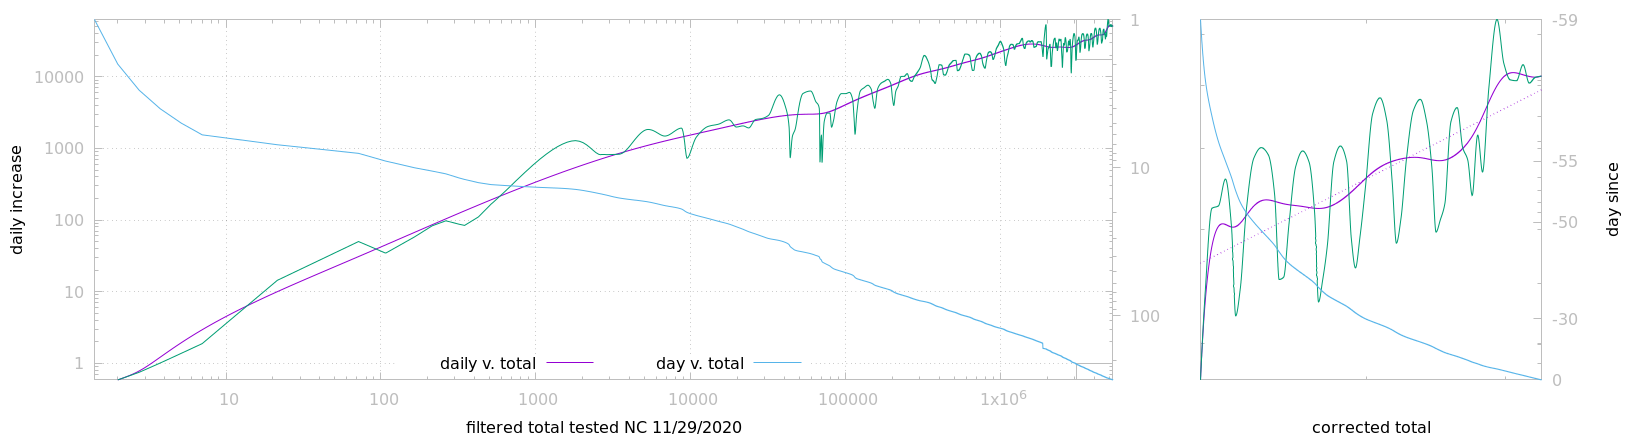 daily increase
10000
1000
100
10
1
10
100
1000
10000
100000
1x10⁶
filtered total tested NC 11/29/2020
daily v. total
day v. total
1
10
100
-59
-55
-50
-30
0
day since
corrected total